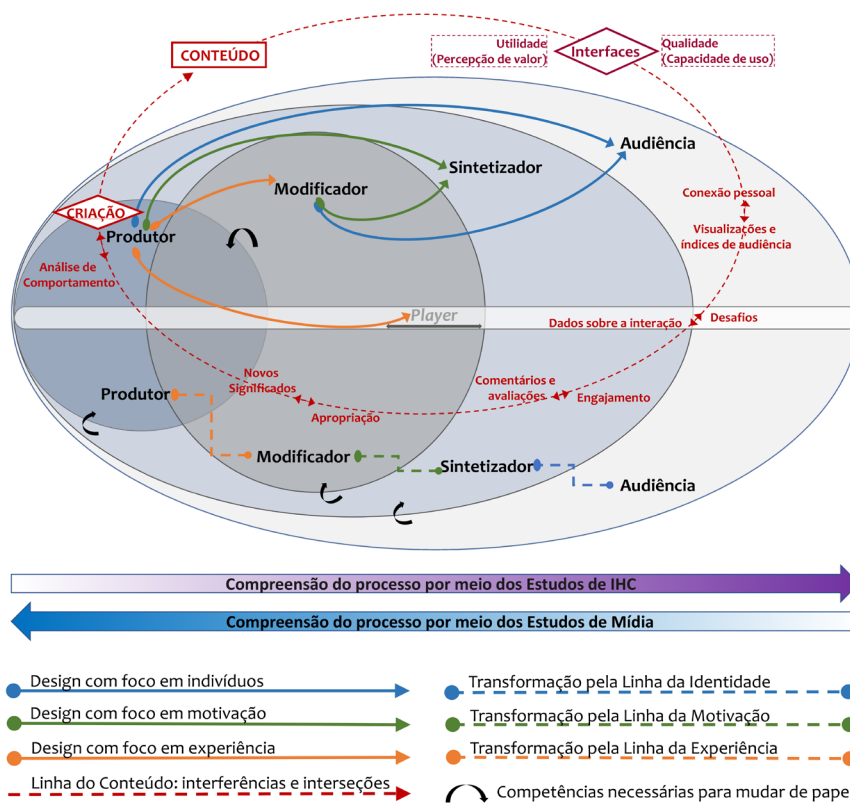 CONTEÚDO
Utilidade
(Percepção de valor)
Interfaces
Qualidade
(Capacidade de uso)
Audiência
Sintetizador
Modificador
Conexão pessoal
CRIAÇÃO
Produtor
Visualizações e
índices de audiência
Análise de
Comportamento
Player
Dados sobre a interação
Desafios
Novos
Significados
Comentários e
avaliações
Engajamento
Produtor
Apropriação
Modificador
Sintetizador
Audiência
Compreensão do processo por meio dos Estudos de IHC
Compreensão do processo por meio dos Estudos de Mídia
Design com foco em indivíduos
Transformação pela Linha da Identidade
Design com foco em motivação
Transformação pela Linha da Motivação
Design com foco em experiência
Transformação pela Linha da Experiência
Linha do Conteúdo: interferências e interseções
Competências necessárias para mudar de pape